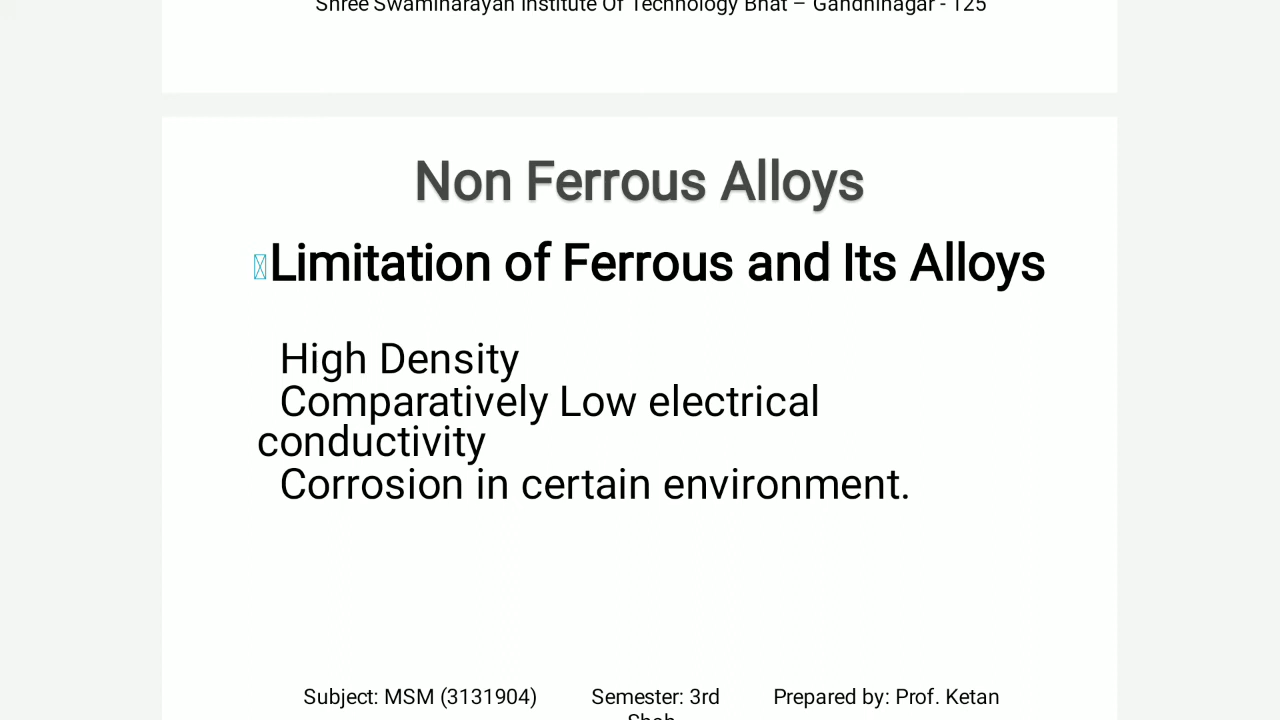 Shree Swaminarayan Institute Of Technology Bhat – Gandhinagar - 125
Non Ferrous Alloys
Limitation of Ferrous and Its Alloys
High Density
Comparatively Low electrical
conductivity
Corrosion in certain environment.
Subject: MSM (3131904) Semester: 3rd Prepared by: Prof. Ketan